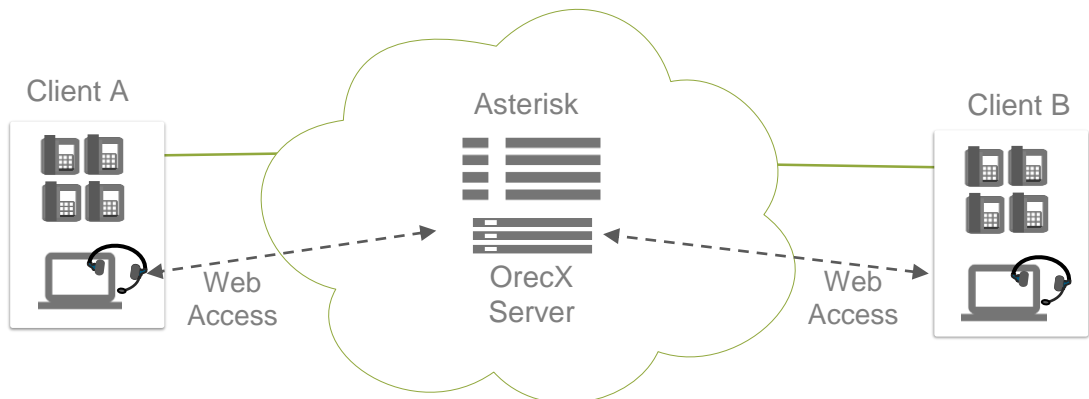 Client A
Asterisk
Client B
Web
Access
OrecX
Server
Web
Access